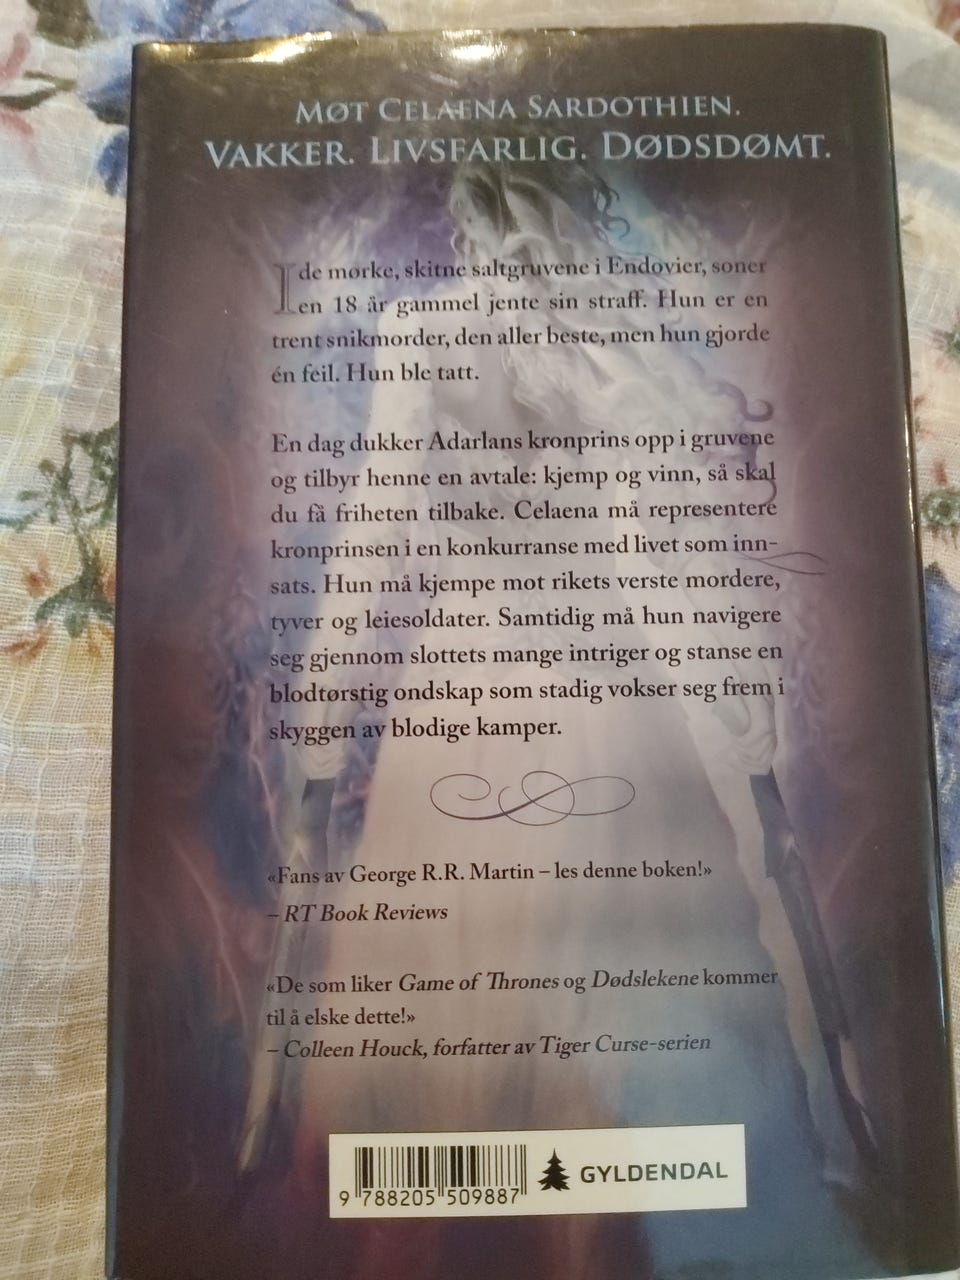 Møt Celaena Sardothien.
Vakker. Livsfarlig. Dødsdømt.
I de mørke, skitne saltgruvene i Endovier, soner
en 18 år gammel jente sin straff. Hun er en
trent snikmorder, den aller beste, men hun gjorde
én feil. Hun ble tatt.
En dag dukker Adarlans kronprins opp i gruvene
og tilbyr henne en avtale: kjemp og vinn, så skal
du få friheten tilbake. Celaena må representere
kronprinsen i en konkurranse med livet som inn-
sats. Hun må kjempe mot rikets verste mordere,
tyver og leiesoldater. Samtidig må hun navigere
seg gjennom slottets mange intriger og stanse en
blodtørstig ondskap som stadig vokser seg frem i
skyggen av blodige kamper.
«Fans av George R.R. Martin – les denne boken!»
– RT Book Reviews
«De som liker Game of Thrones og Dødslekene kommer
til å elske dette!»
– Colleen Houck, forfatter av Tiger Curse-serien
9 788205 509887
GYLDENDAL